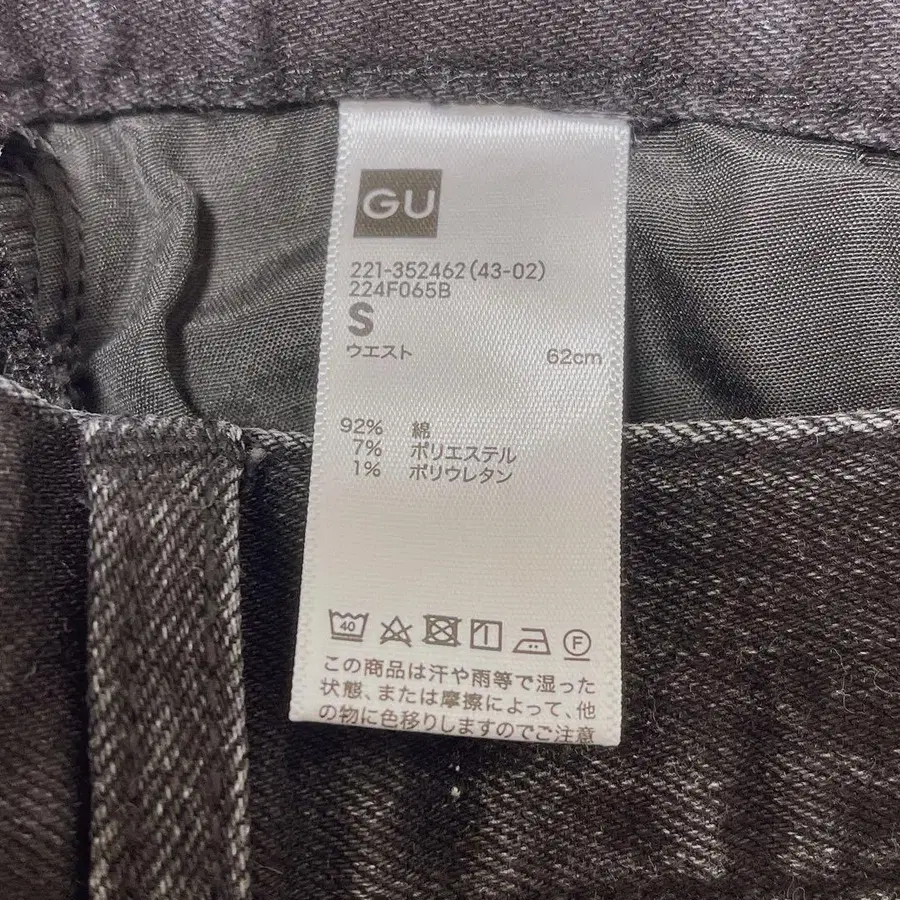 GU
221-352462(43-02)
224F065B
S
ウエスト 62cm
92% 綿
7% ポリエステル
1% ポリウレタン
40
F
この商品は汗や雨等で湿った
状態、または摩擦によって、他
の物に色移りしますのでご注意